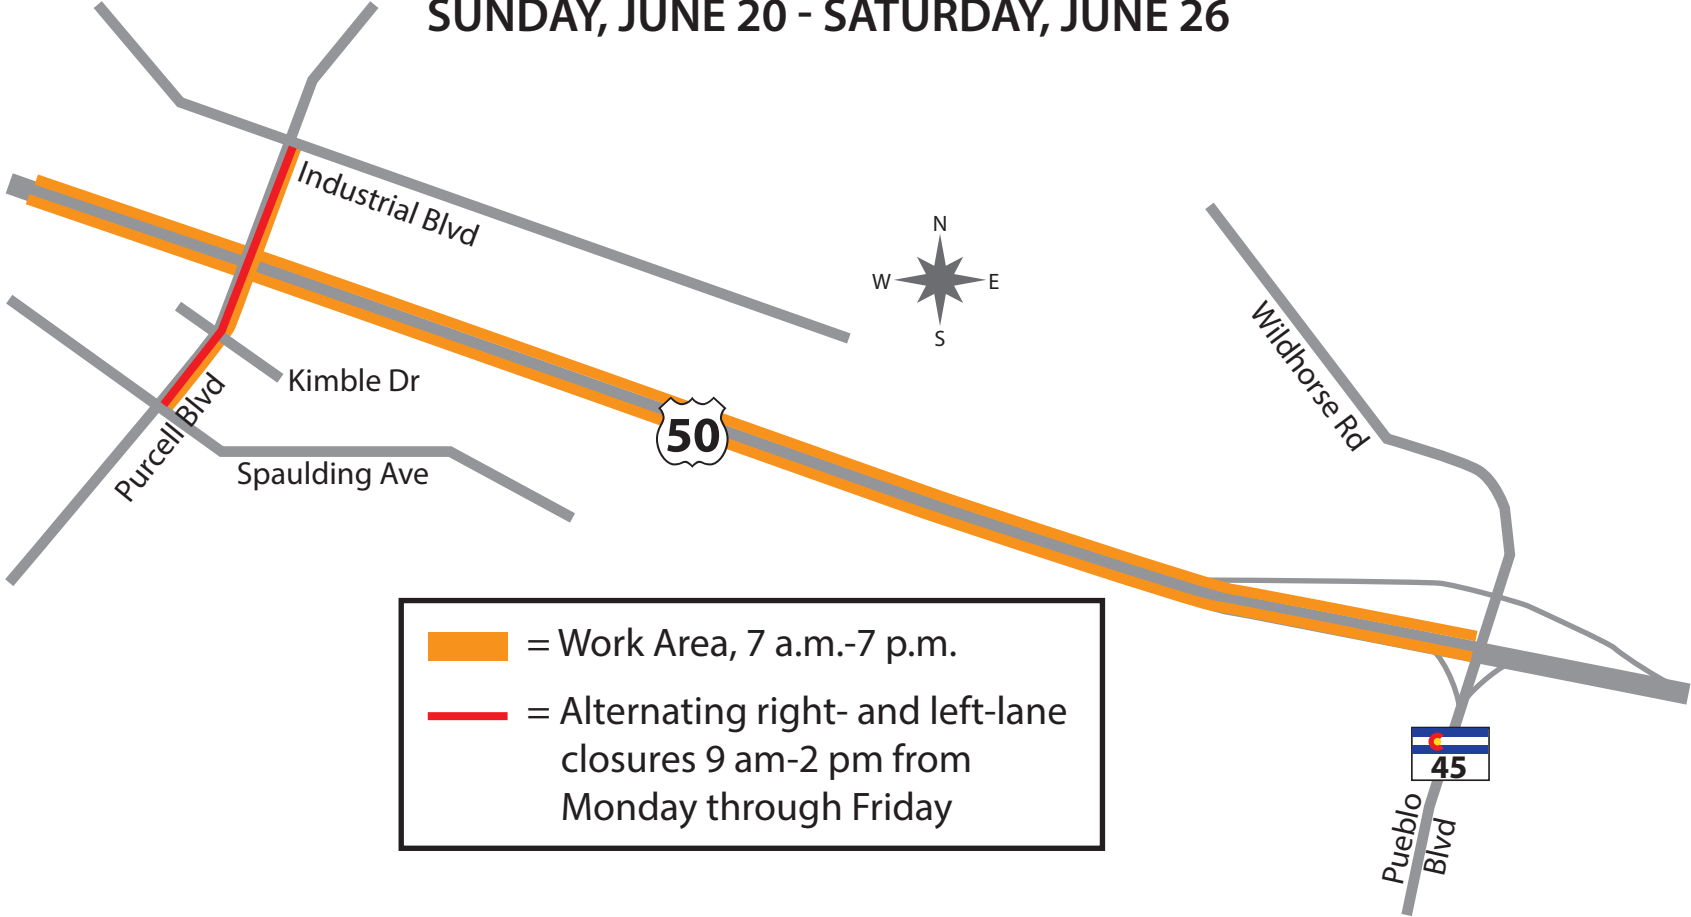 SUNDAY, JUNE 20 - SATURDAY, JUNE 26
Industrial Blvd
N
W
E
S
Wildhorse Rd
Kimble Dr
Purcell Blvd
50
Spaulding Ave
= Work Area, 7 a.m.-7 p.m.
= Alternating right- and left-lane
closures 9 am-2 pm from
Monday through Friday
45
Pueblo
Blvd